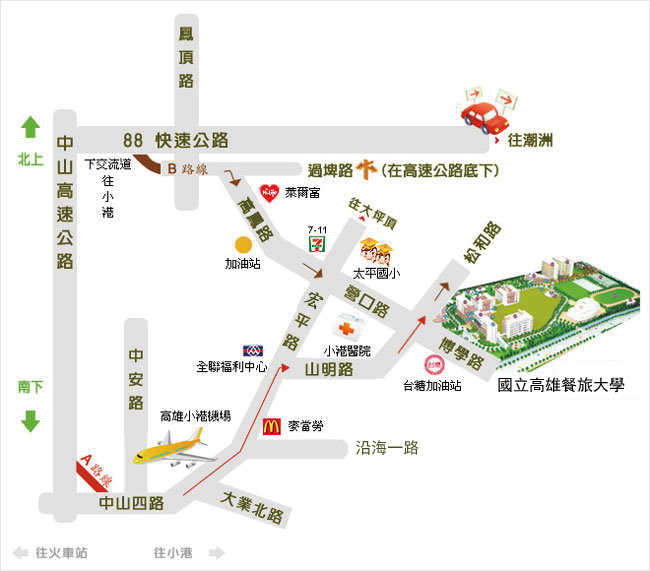 鳳頂路
北上
中山高速公路
88 快速公路
往潮洲
下交流道
往小港
B 路線
過埤路
(在高速公路底下)
萊爾富
高鳳路
往大坪頂
7-11
加油站
太平國小
松和路
宏平路
營口路
小港醫院
博學路
中安路
全聯福利中心
山明路
台糖
台糖加油站
國立高雄餐旅大學
南下
高雄小港機場
麥當勞
沿海一路
A 路線
中山四路
大業北路
往火車站
往小港